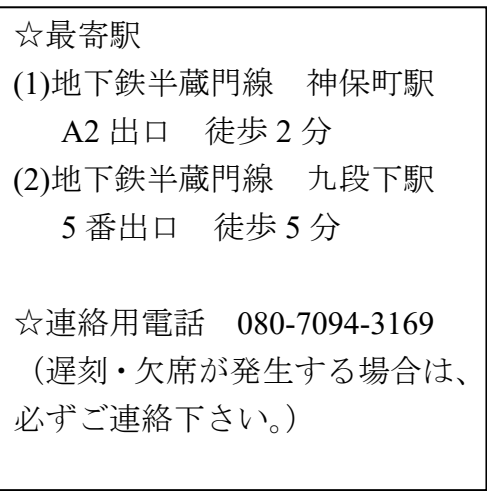 ☆最寄駅
(1)地下鉄半蔵門線　神保町駅
A2 出口　徒歩 2 分
(2)地下鉄半蔵門線　九段下駅
5 番出口　徒歩 5 分
☆連絡用電話　080-7094-3169
（遅刻・欠席が発生する場合は、
必ずご連絡下さい。）